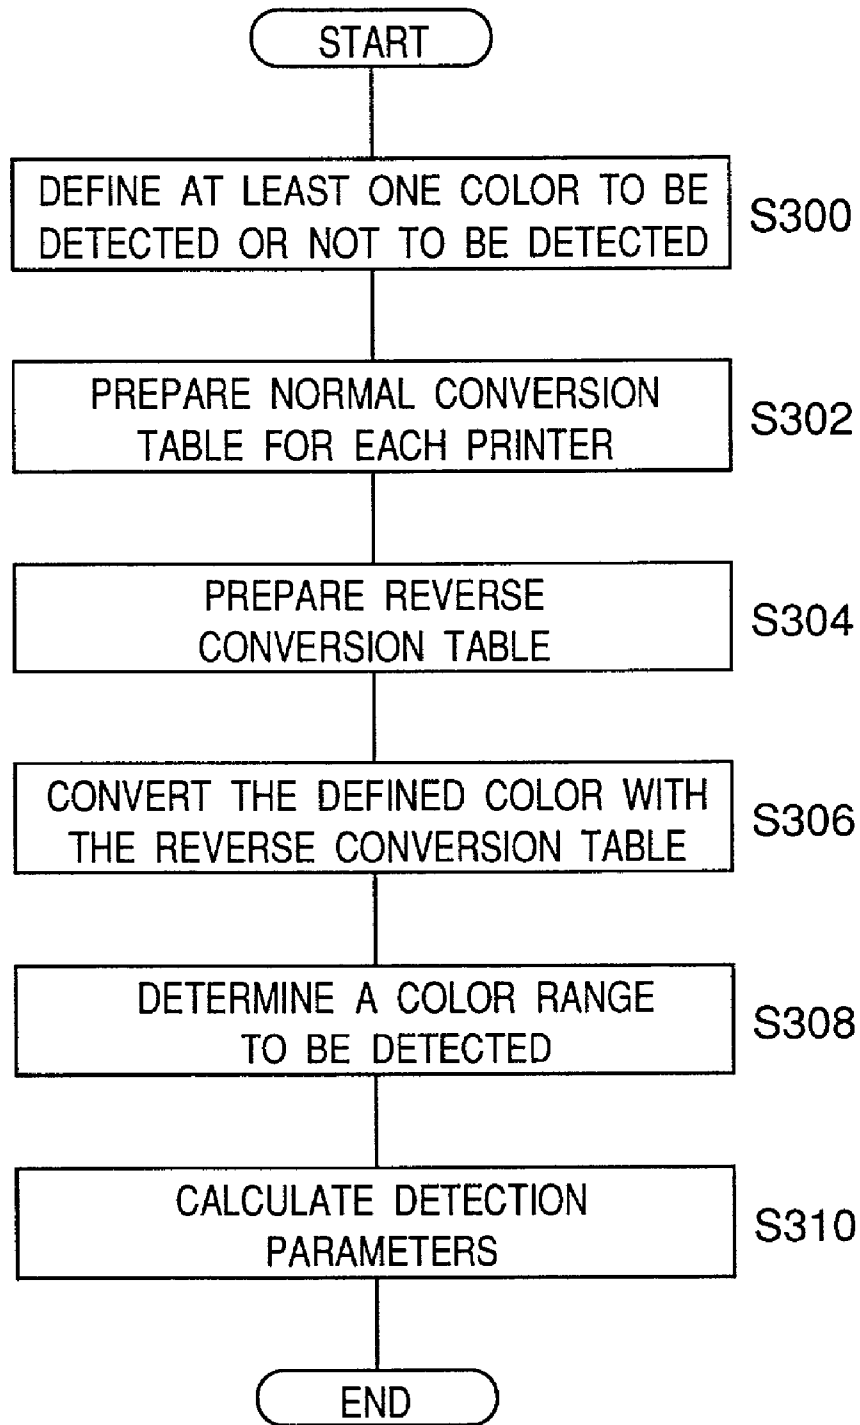 START
DEFINE AT LEAST ONE COLOR TO BE
DETECTED OR NOT TO BE DETECTED
S300
PREPARE NORMAL CONVERSION
TABLE FOR EACH PRINTER
S302
PREPARE REVERSE
CONVERSION TABLE
S304
CONVERT THE DEFINED COLOR WITH
THE REVERSE CONVERSION TABLE
S306
DETERMINE A COLOR RANGE
TO BE DETECTED
S308
CALCULATE DETECTION
PARAMETERS
S310
END